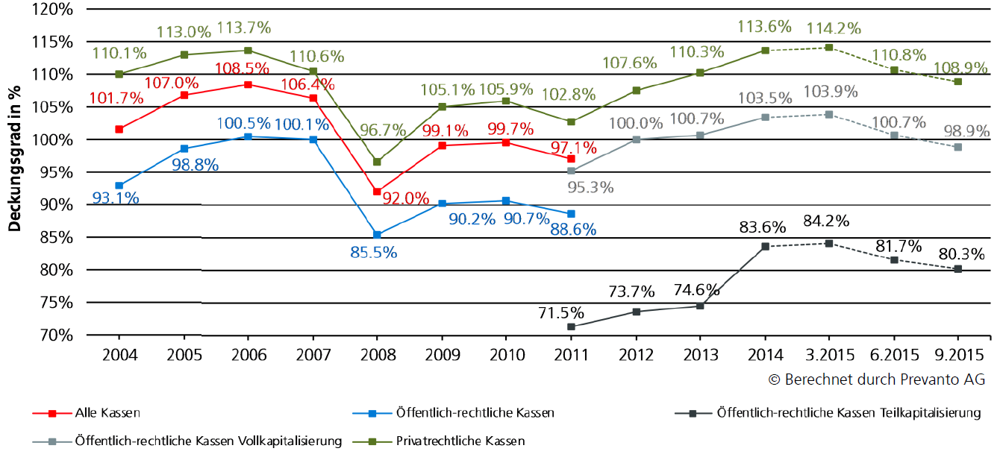 Deckungsgrad in %
120%
115%
110%
105%
100%
95%
90%
85%
80%
75%
70%
110.1% 113.0% 113.7% 110.6% 96.7% 105.1% 105.9% 102.8% 107.6% 110.3% 113.6% 114.2% 110.8% 108.9%
101.7% 107.0% 108.5% 106.4% 92.0% 99.1% 99.7% 97.1%
93.1% 98.8% 100.5% 100.1% 85.5% 90.2% 90.7% 88.6%
95.3% 100.0% 100.7% 103.5% 103.9% 100.7% 98.9%
71.5% 73.7% 74.6% 83.6% 84.2% 81.7% 80.3%
2004 2005 2006 2007 2008 2009 2010 2011 2012 2013 2014 3.2015 6.2015 9.2015
© Berechnet durch Prevanto AG
Alle Kassen Öffentlich-rechtliche Kassen Öffentlich-rechtliche Kassen Teilkapitalisierung
Öffentlich-rechtliche Kassen Vollkapitalisierung Privatrechtliche Kassen